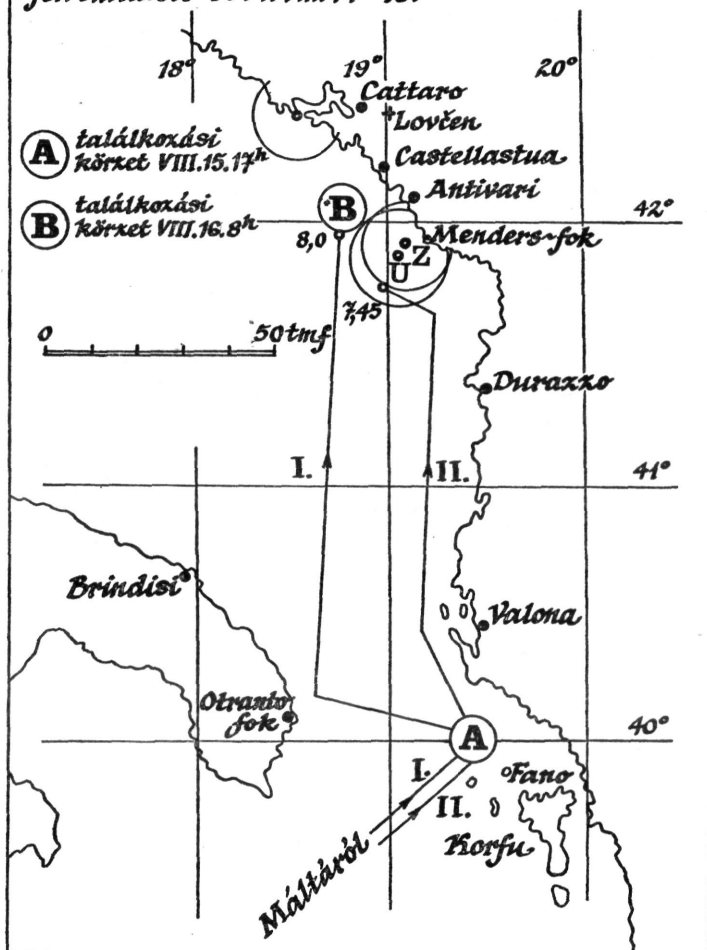 18°
19°
20°
Cattaro
Lovčen
A találkozási
körzet VIII.15.17ʰ
Castellastua
Antivari
B találkozási
körzet VIII.16.8ʰ
B
42°
8,0
Menders-fok
Z
U
7,45
0 50 tmf
Durazzo
I.
II.
41°
Brindisi
Valona
Otranto
fok
A
40°
I.
Fano
II.
Korfu
Máltáról